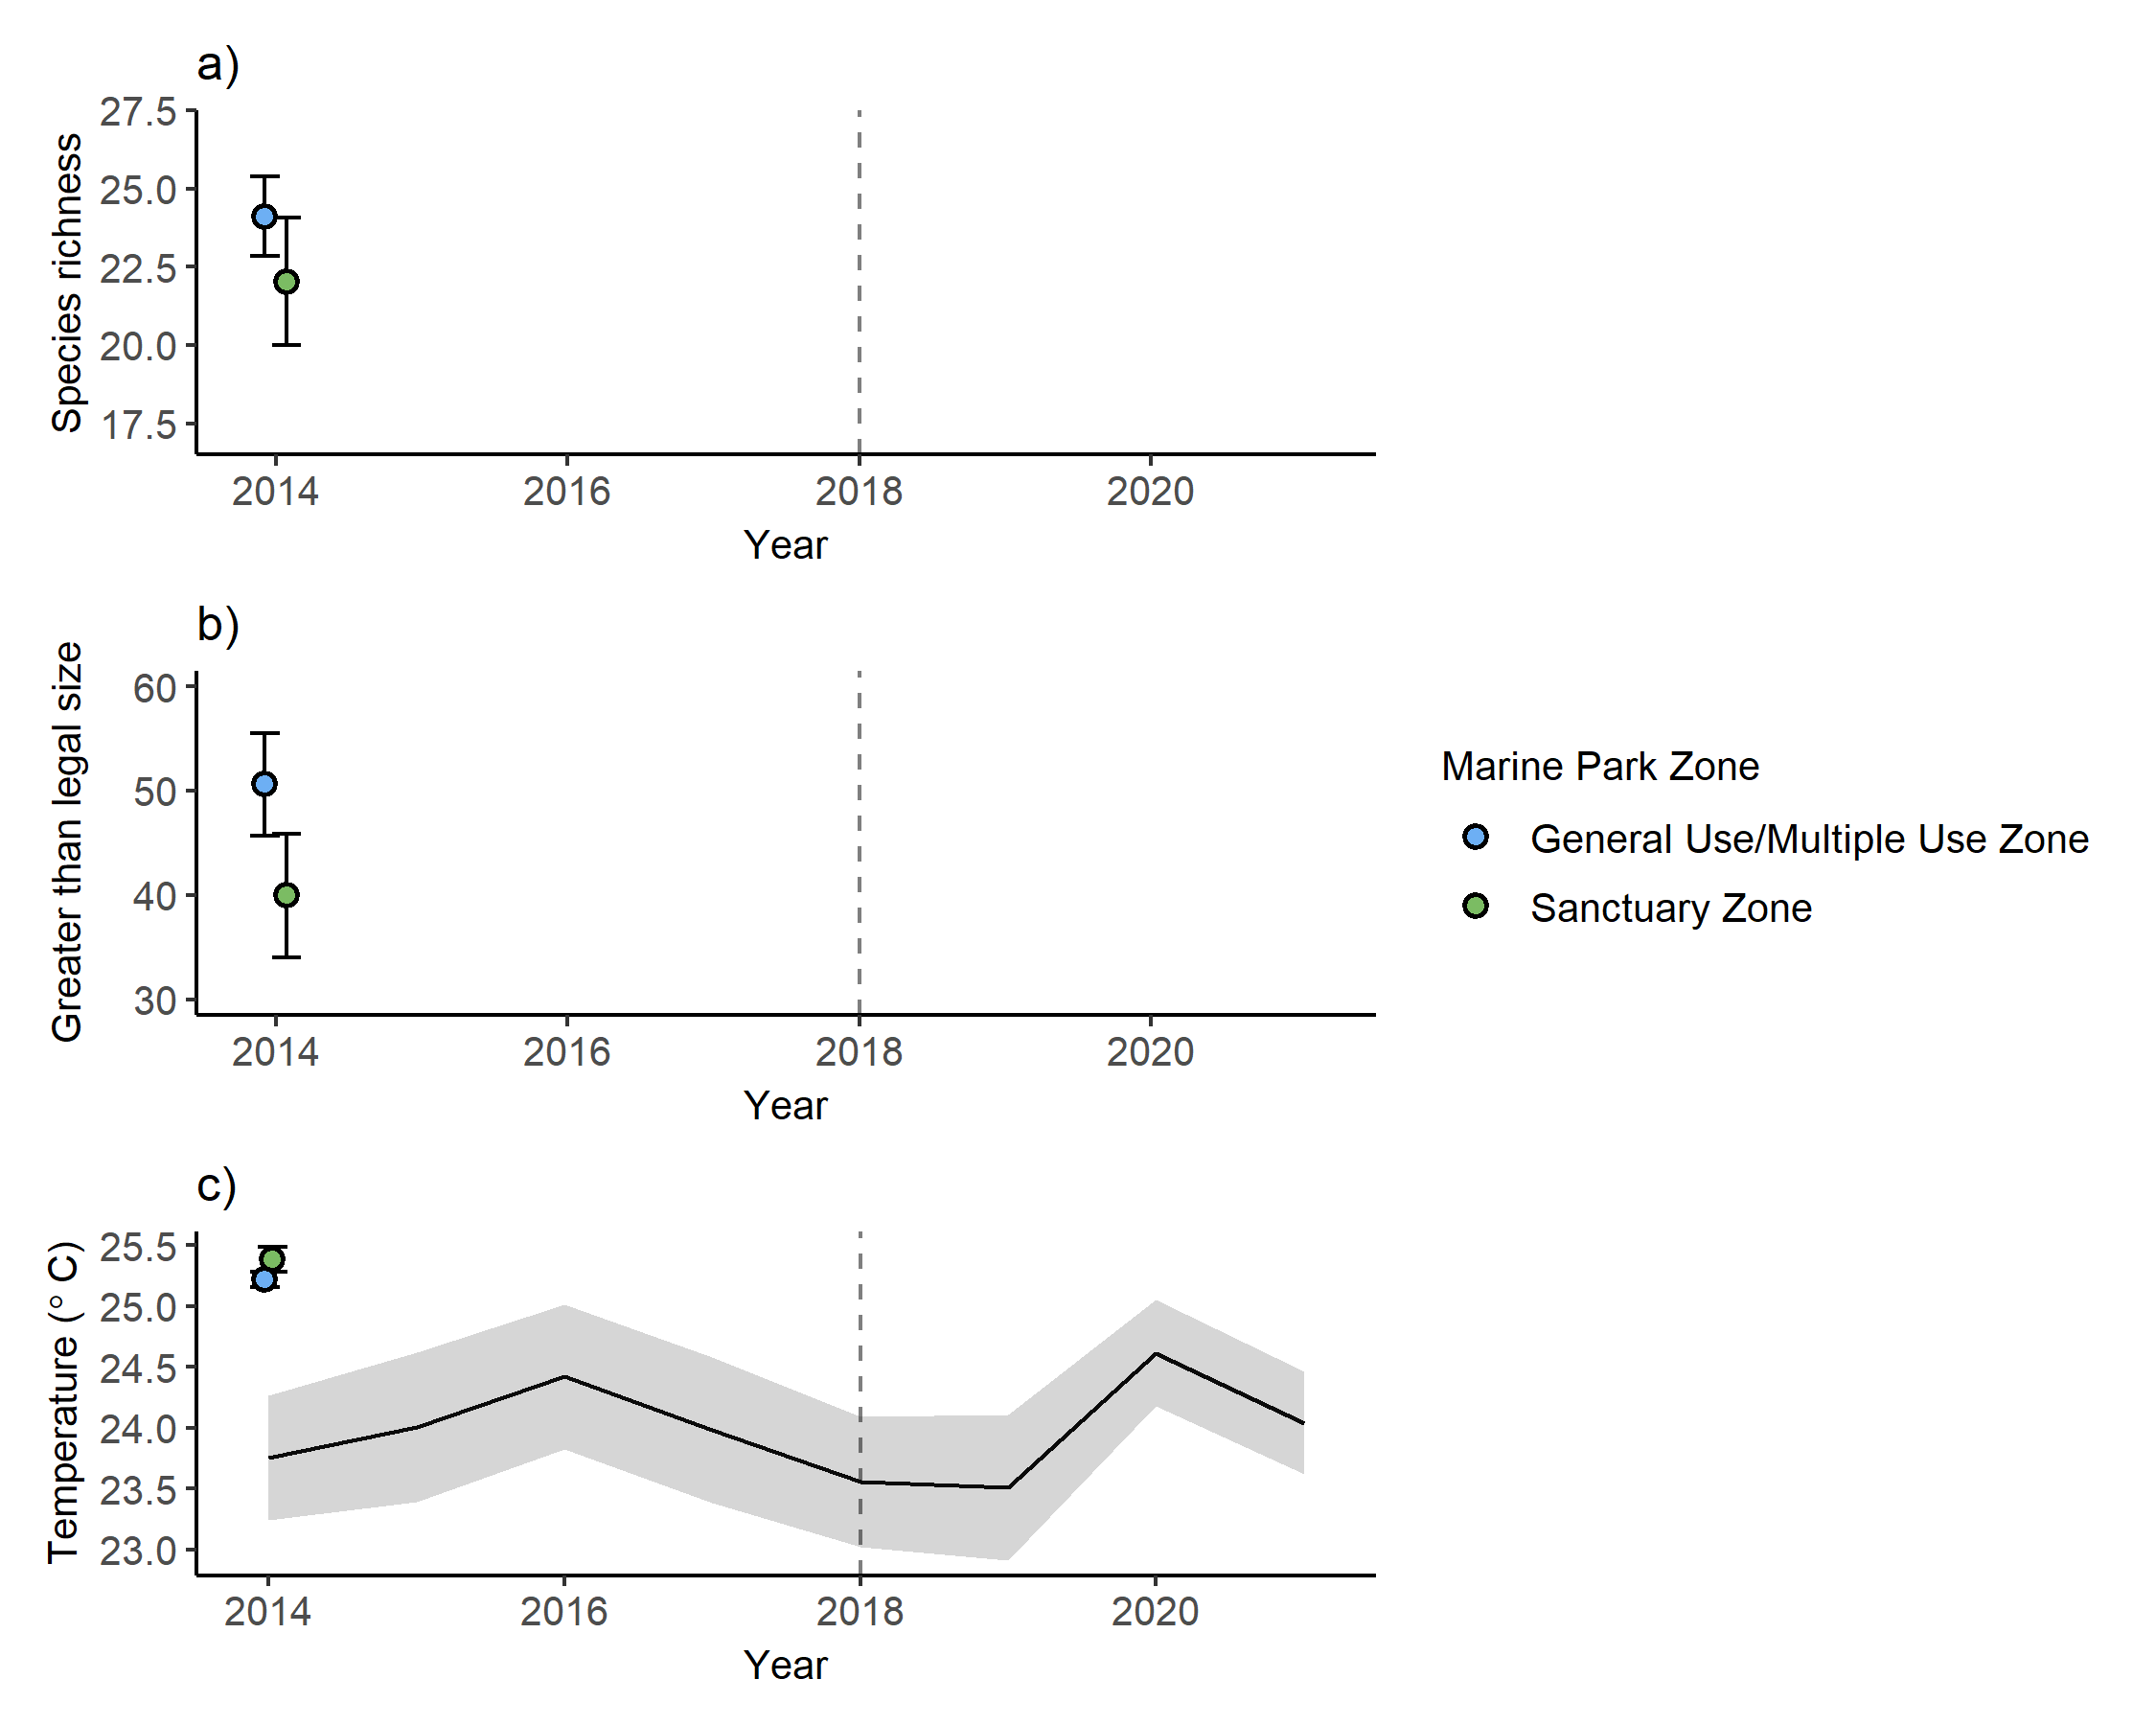 a)
Species richness
27.5
25.0
22.5
20.0
17.5
2014 2016 2018 2020
Year
b)
Greater than legal size
60
50
40
30
2014 2016 2018 2020
Year
Marine Park Zone
General Use/Multiple Use Zone
Sanctuary Zone
c)
Temperature (° C)
25.5
25.0
24.5
24.0
23.5
23.0
2014 2016 2018 2020
Year